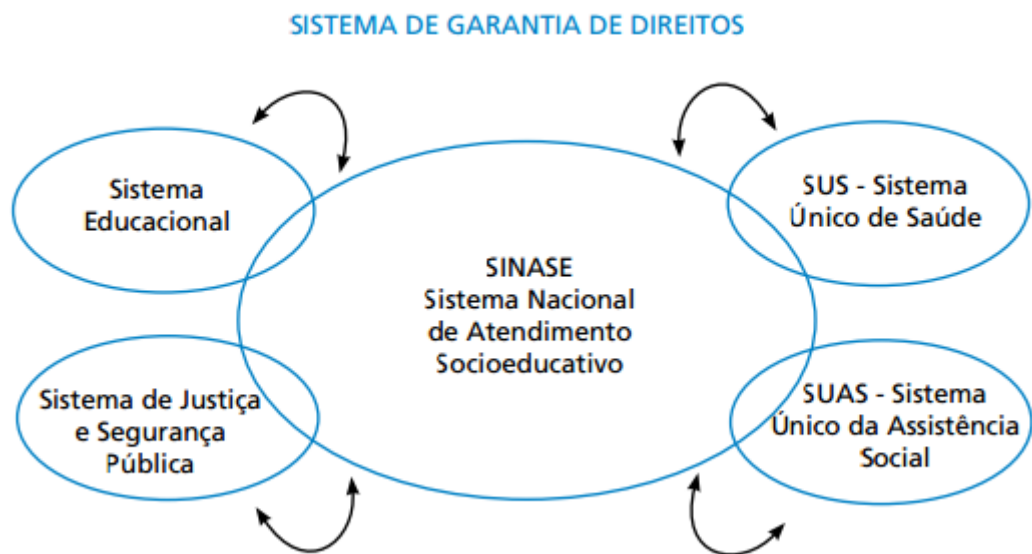 SISTEMA DE GARANTIA DE DIREITOS
Sistema
Educacional
SUS - Sistema
Único de Saúde
SINASE
Sistema Nacional
de Atendimento
Socioeducativo
Sistema de Justiça
e Segurança
Pública
SUAS - Sistema
Único da Assistência
Social